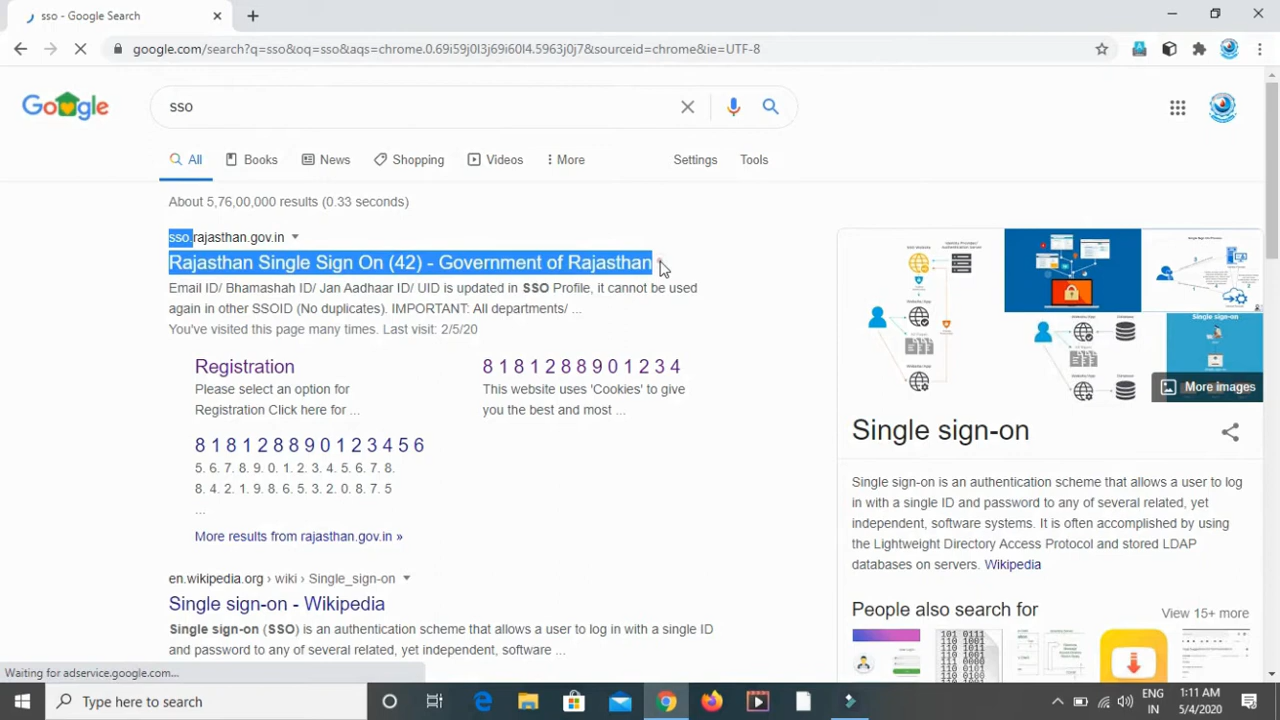 sso - Google Search
google.com/search?q=sso&oq=sso&aqs=chrome.0.69i59j0l3j69i60l4.5963j0j7&sourceid=chrome&ie=UTF-8
Google
sso
All
Books
News
Shopping
Videos
More
Settings
Tools
About 5,76,00,000 results (0.33 seconds)
sso.rajasthan.gov.in
Rajasthan Single Sign On (42) - Government of Rajasthan
Email ID/ Bhamashah ID/ Jan Aadhaar ID/ UID is updated in SSO Profile, it cannot be used
again in other SSOID (No duplicates). IMPORTANT: All departments/ ...
You've visited this page many times. Last visit: 2/5/20
Registration
Please select an option for
Registration Click here for ...
8 1 8 1 2 8 8 9 0 1 2 3 4
This website uses 'Cookies' to give
you the best and most ...
8 1 8 1 2 8 8 9 0 1 2 3 4 5 6
5. 6. 7. 8. 9. 0. 1. 2. 3. 4. 5. 6. 7. 8.
8. 4. 2. 1. 9. 8. 6. 5. 3. 2. 0. 8. 7. 5
...
More results from rajasthan.gov.in »
en.wikipedia.org › wiki › Single_sign-on
Single sign-on - Wikipedia
Single sign-on (SSO) is an authentication scheme that allows a user to log in with a single ID
and password to any of several related, yet independent, software ...
More images
Single sign-on
Single sign-on is an authentication scheme that allows a user to log
in with a single ID and password to any of several related, yet
independent, software systems. It is often accomplished by using
the Lightweight Directory Access Protocol and stored LDAP
databases on servers. Wikipedia
People also search for
View 15+ more
Waiting for adservice.google.com...
Type here to search
ENG
IN
1:11 AM
5/4/2020